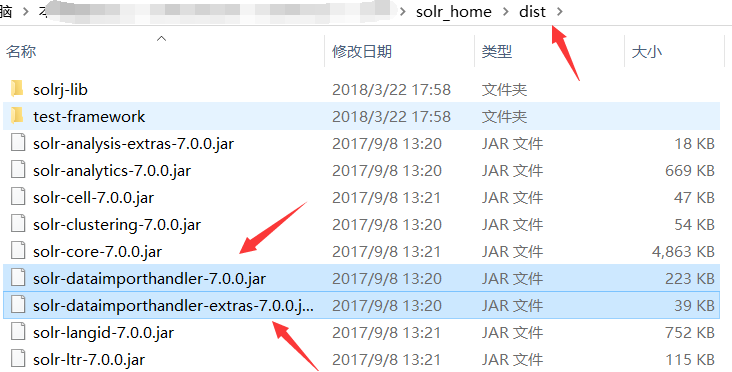 solr_home > dist >
名称 修改日期 类型 大小
solrj-lib 2018/3/22 17:58 文件夹
test-framework 2018/3/22 17:58 文件夹
solr-analysis-extras-7.0.0.jar 2017/9/8 13:20 JAR 文件 18 KB
solr-analytics-7.0.0.jar 2017/9/8 13:20 JAR 文件 669 KB
solr-cell-7.0.0.jar 2017/9/8 13:21 JAR 文件 47 KB
solr-clustering-7.0.0.jar 2017/9/8 13:20 JAR 文件 54 KB
solr-core-7.0.0.jar 2017/9/8 13:21 JAR 文件 4,863 KB
solr-dataimporthandler-7.0.0.jar 2017/9/8 13:20 JAR 文件 223 KB
solr-dataimporthandler-extras-7.0.0.j... 2017/9/8 13:20 JAR 文件 39 KB
solr-langid-7.0.0.jar 2017/9/8 13:21 JAR 文件 752 KB
solr-ltr-7.0.0.jar 2017/9/8 13:21 JAR 文件 115 KB